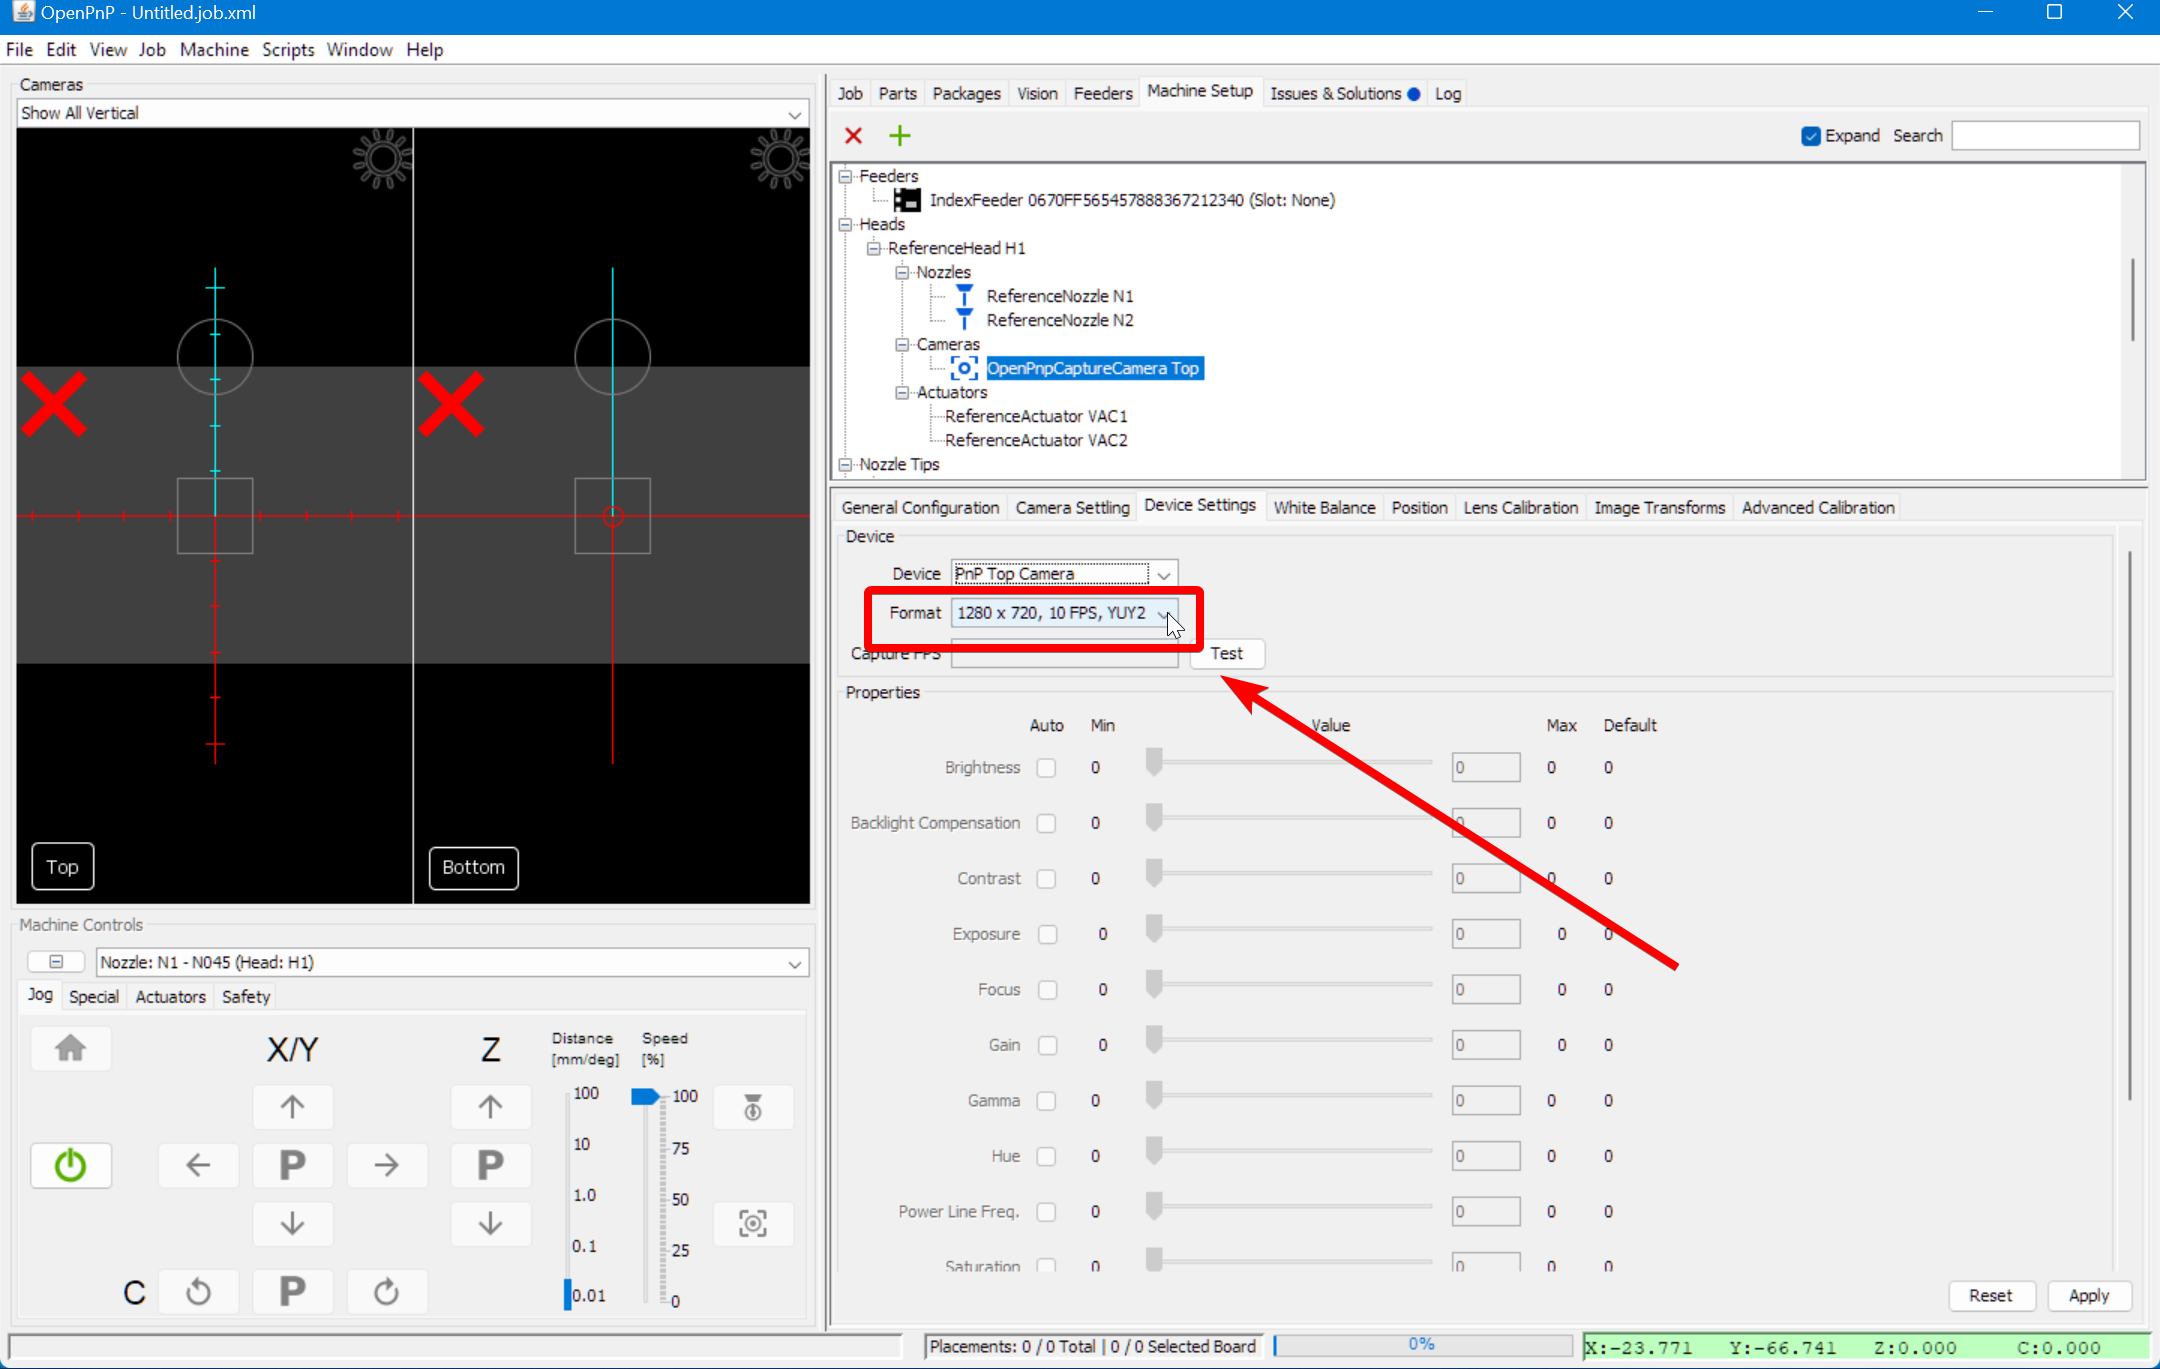 OpenPnP - Untitled.job.xml
File Edit View Job Machine Scripts Window Help
Cameras
Show All Vertical
Top
Bottom
Machine Controls
Nozzle: N1 - N045 (Head: H1)
Jog Special Actuators Safety
X/Y
Z
Distance
[mm/deg]
Speed
[%]
100
10
1.0
0.1
0.01
100
75
50
25
0
P
P
C
P
Job Parts Packages Vision Feeders Machine Setup Issues & Solutions Log
Expand Search
Feeders
IndexFeeder 0670FF565457888367212340 (Slot: None)
Heads
ReferenceHead H1
Nozzles
ReferenceNozzle N1
ReferenceNozzle N2
Cameras
OpenPnpCaptureCamera Top
Actuators
ReferenceActuator VAC1
ReferenceActuator VAC2
Nozzle Tips
General Configuration Camera Settling Device Settings White Balance Position Lens Calibration Image Transforms Advanced Calibration
Device
Device PnP Top Camera
Format 1280 x 720, 10 FPS, YUY2
Capture FPS Test
Properties
Auto Min Value Max Default
Brightness 0 0 0 0
Backlight Compensation 0 0 0 0
Contrast 0 0 0 0
Exposure 0 0 0 0
Focus 0 0 0 0
Gain 0 0 0 0
Gamma 0 0 0 0
Hue 0 0 0 0
Power Line Freq. 0 0 0 0
Saturation 0 0 0 0
Reset Apply
Placements: 0 / 0 Total | 0 / 0 Selected Board 0% X:-23.771 Y:-66.741 Z:0.000 C:0.000